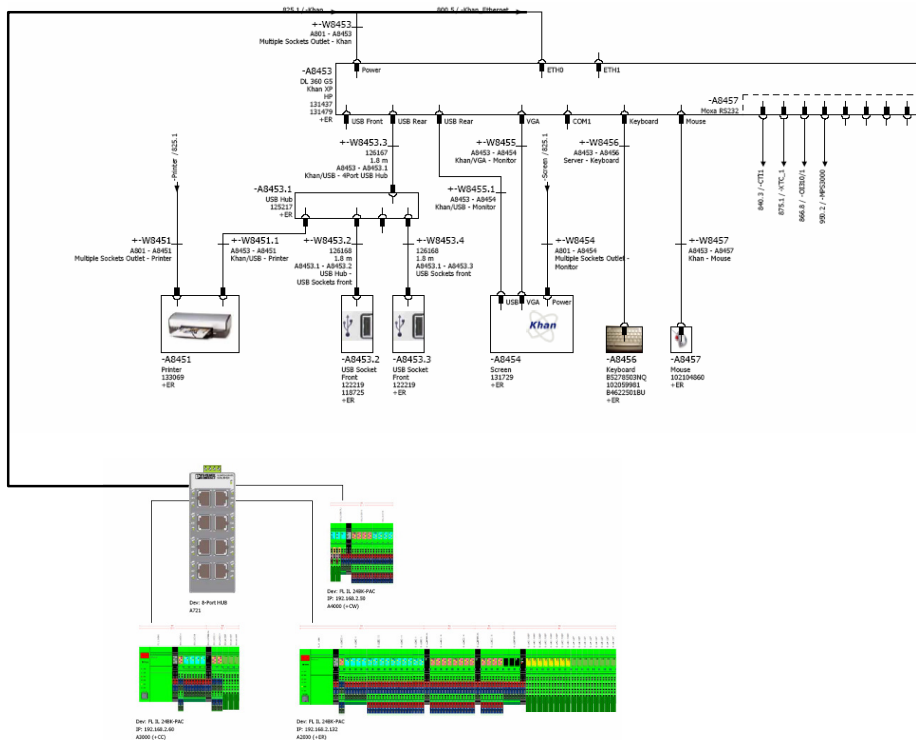 825.1 /-Khan
800.5 / -Khan_Ethernet
+-W8453
A801 - A8453
Multiple Sockets Outlet - Khan
-A8453
DL 360 G5
Khan XP
HP
131437
131479
+ER
Power
ETH0
ETH1
-A8457
Moxa RS232
USB Front
USB Rear
USB Rear
VGA
COM1
Keyboard
Mouse
-Printer / 825.1
+-W8453.3
126167
1.8 m
A8453 - A8453.1
Khan/USB - 4Port USB Hub
+-W8455
A8453 - A8454
Khan/VGA - Monitor
-Screen / 825.1
+-W8456
A8453 - A8456
Server - Keyboard
840.3 / -CTI1
875.1 / -KTC_1
866.8 / -OI310/1
950.2 / -MPS3000
-A8453.1
USB Hub
125217
+ER
+-W8455.1
A8453 - A8454
Khan/USB - Monitor
+-W8451
A801 - A8451
Multiple Sockets Outlet - Printer
+-W8451.1
A8453 - A8451
Khan/USB - Printer
+-W8453.2
126168
1.8 m
A8453.1 - A8453.2
USB Hub -
USB Sockets front
+-W8453.4
126168
1.8 m
A8453.1 - A8453.3
USB Sockets front
+-W8454
A801 - A8454
Multiple Sockets Outlet -
Monitor
+-W8457
A8453 - A8457
Khan - Mouse
USB
VGA
Power
Khan
-A8451
Printer
133069
+ER
-A8453.2
USB Socket
Front
122219
118725
+ER
-A8453.3
USB Socket
Front
122219
+ER
-A8454
Screen
131729
+ER
-A8456
Keyboard
BS278503NQ
102059981
B4622501BU
+ER
-A8457
Mouse
102104860
+ER
Dev: 8-Port HUB
A721
Dev: FL IL 24BK-PAC
IP: 192.168.2.50
A4000 (+CW)
Dev: FL IL 24BK-PAC
IP: 192.168.2.60
A3000 (+CC)
Dev: FL IL 24BK-PAC
IP: 192.168.2.132
A2000 (+ER)